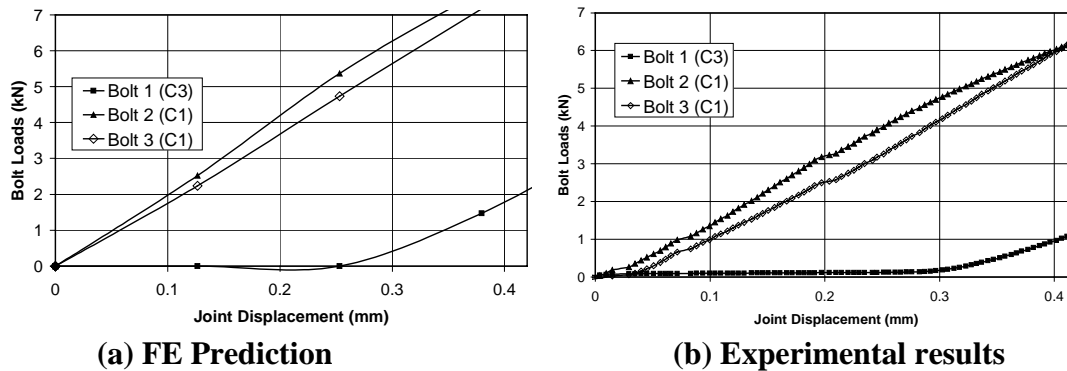 7
6
5
4
3
2
1
0
Bolt Loads (kN)
Bolt 1 (C3)
Bolt 2 (C1)
Bolt 3 (C1)
0 0.1 0.2 0.3 0.4
Joint Displacement (mm)
(a) FE Prediction
7
6
5
4
3
2
1
0
Bolt Loads (kN)
Bolt 1 (C3)
Bolt 2 (C1)
Bolt 3 (C1)
0 0.1 0.2 0.3 0.4
Joint Displacement (mm)
(b) Experimental results